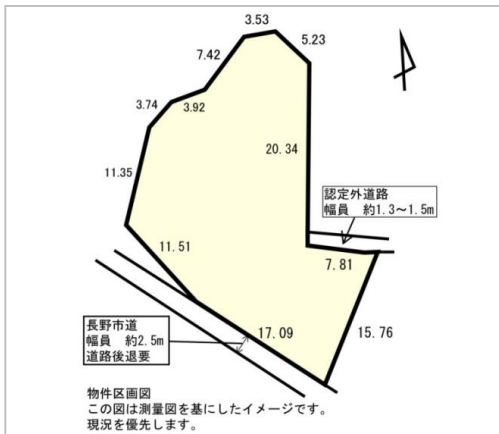 3.53
5.23
7.42
3.74
3.92
11.35
20.34
認定外道路
幅員 約1.3~1.5m
7.81
11.51
長野市道
幅員 約2.5m
道路後退要
17.09
15.76
物件区画図
この図は測量図を基にしたイメージです。
現況を優先します。